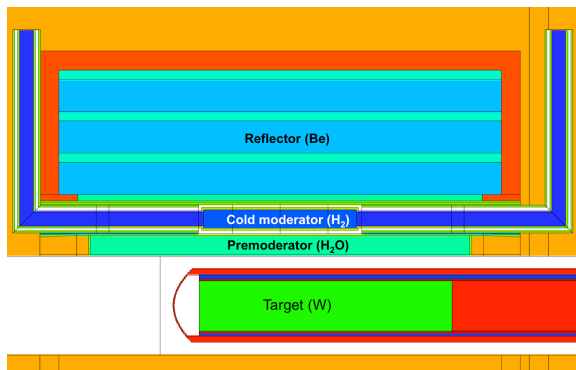 Reflector (Be)
Cold moderator (H₂)
Premoderator (H₂O)
Target (W)